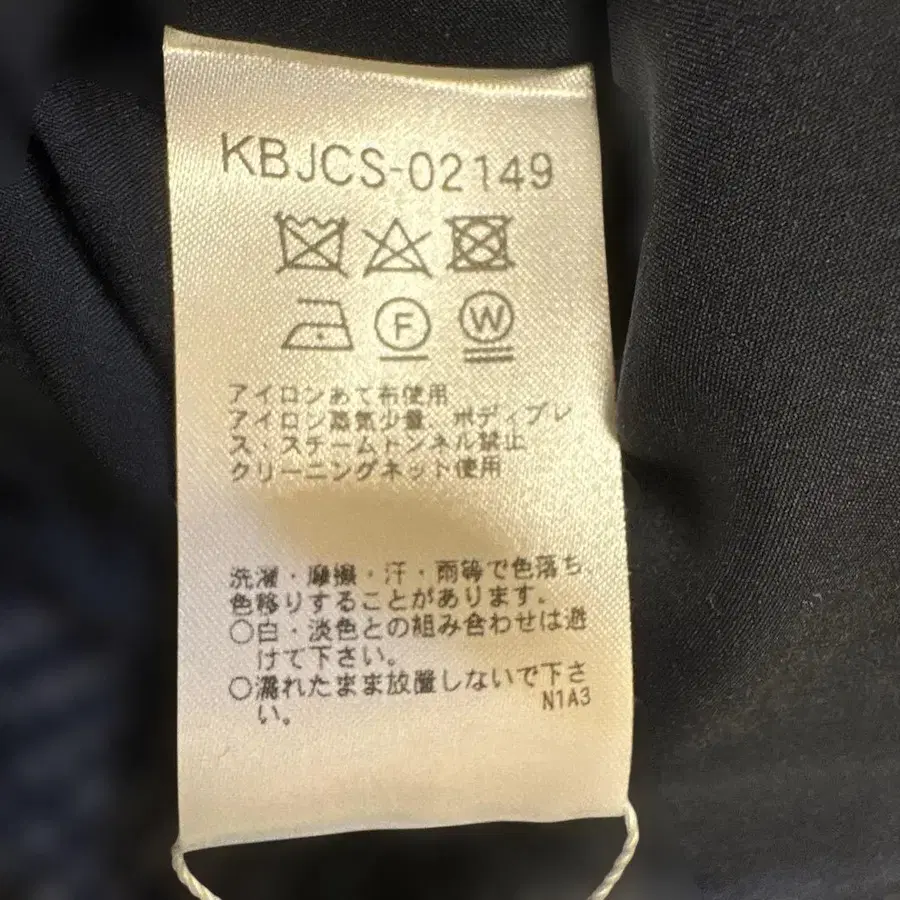 KBJCS-02149
F
W
アイロンあて布使用
アイロン蒸気少量、ボディプレ
ス・スチームトンネル禁止
クリーニングネット使用
洗濯・摩擦・汗・雨等で色落ち、
色移りすることがあります。
○白・淡色との組み合わせは避
けて下さい。
○濡れたまま放置しないで下さ
い。
N1A3